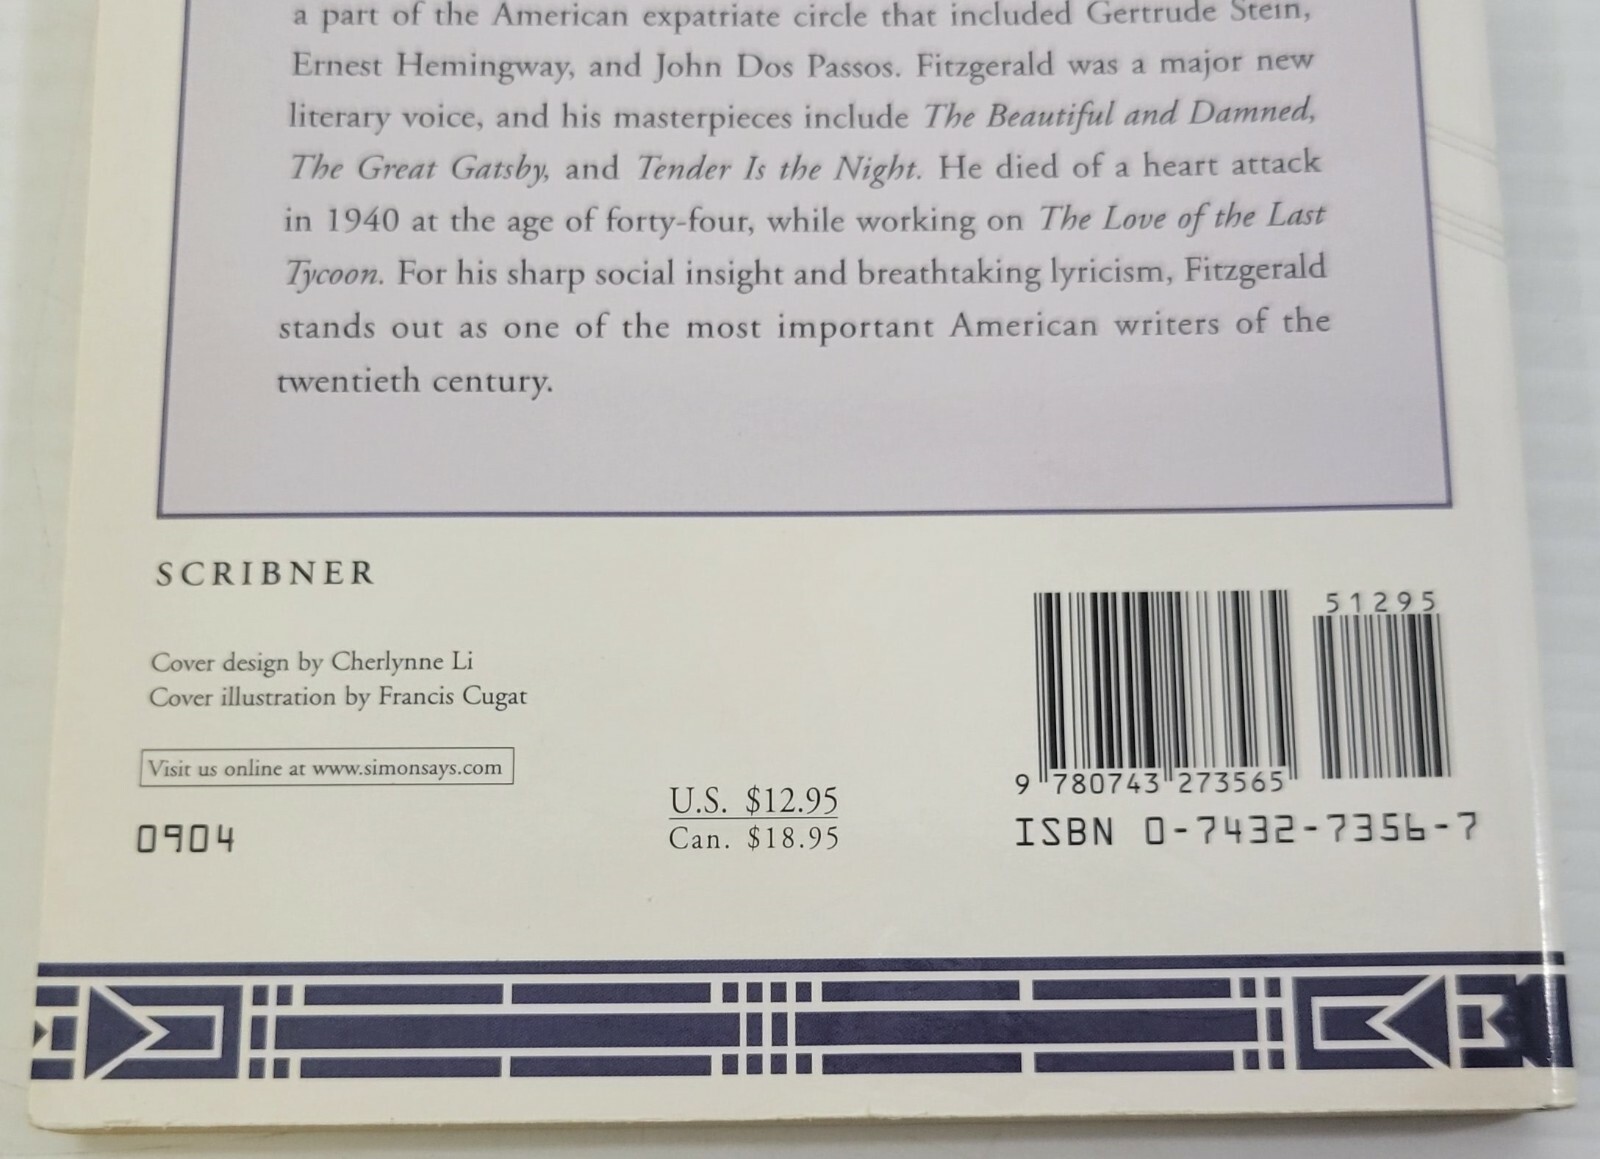 a part of the American expatriate circle that included Gertrude Stein,
Ernest Hemingway, and John Dos Passos. Fitzgerald was a major new
literary voice, and his masterpieces include The Beautiful and Damned,
The Great Gatsby, and Tender Is the Night. He died of a heart attack
in 1940 at the age of forty-four, while working on The Love of the Last
Tycoon. For his sharp social insight and breathtaking lyricism, Fitzgerald
stands out as one of the most important American writers of the
twentieth century.
SCRIBNER
Cover design by Cherlynne Li
Cover illustration by Francis Cugat
Visit us online at www.simonsays.com
0904
U.S. $12.95
Can. $18.95
51295
9 780743 273565
ISBN 0-7432-7356-7